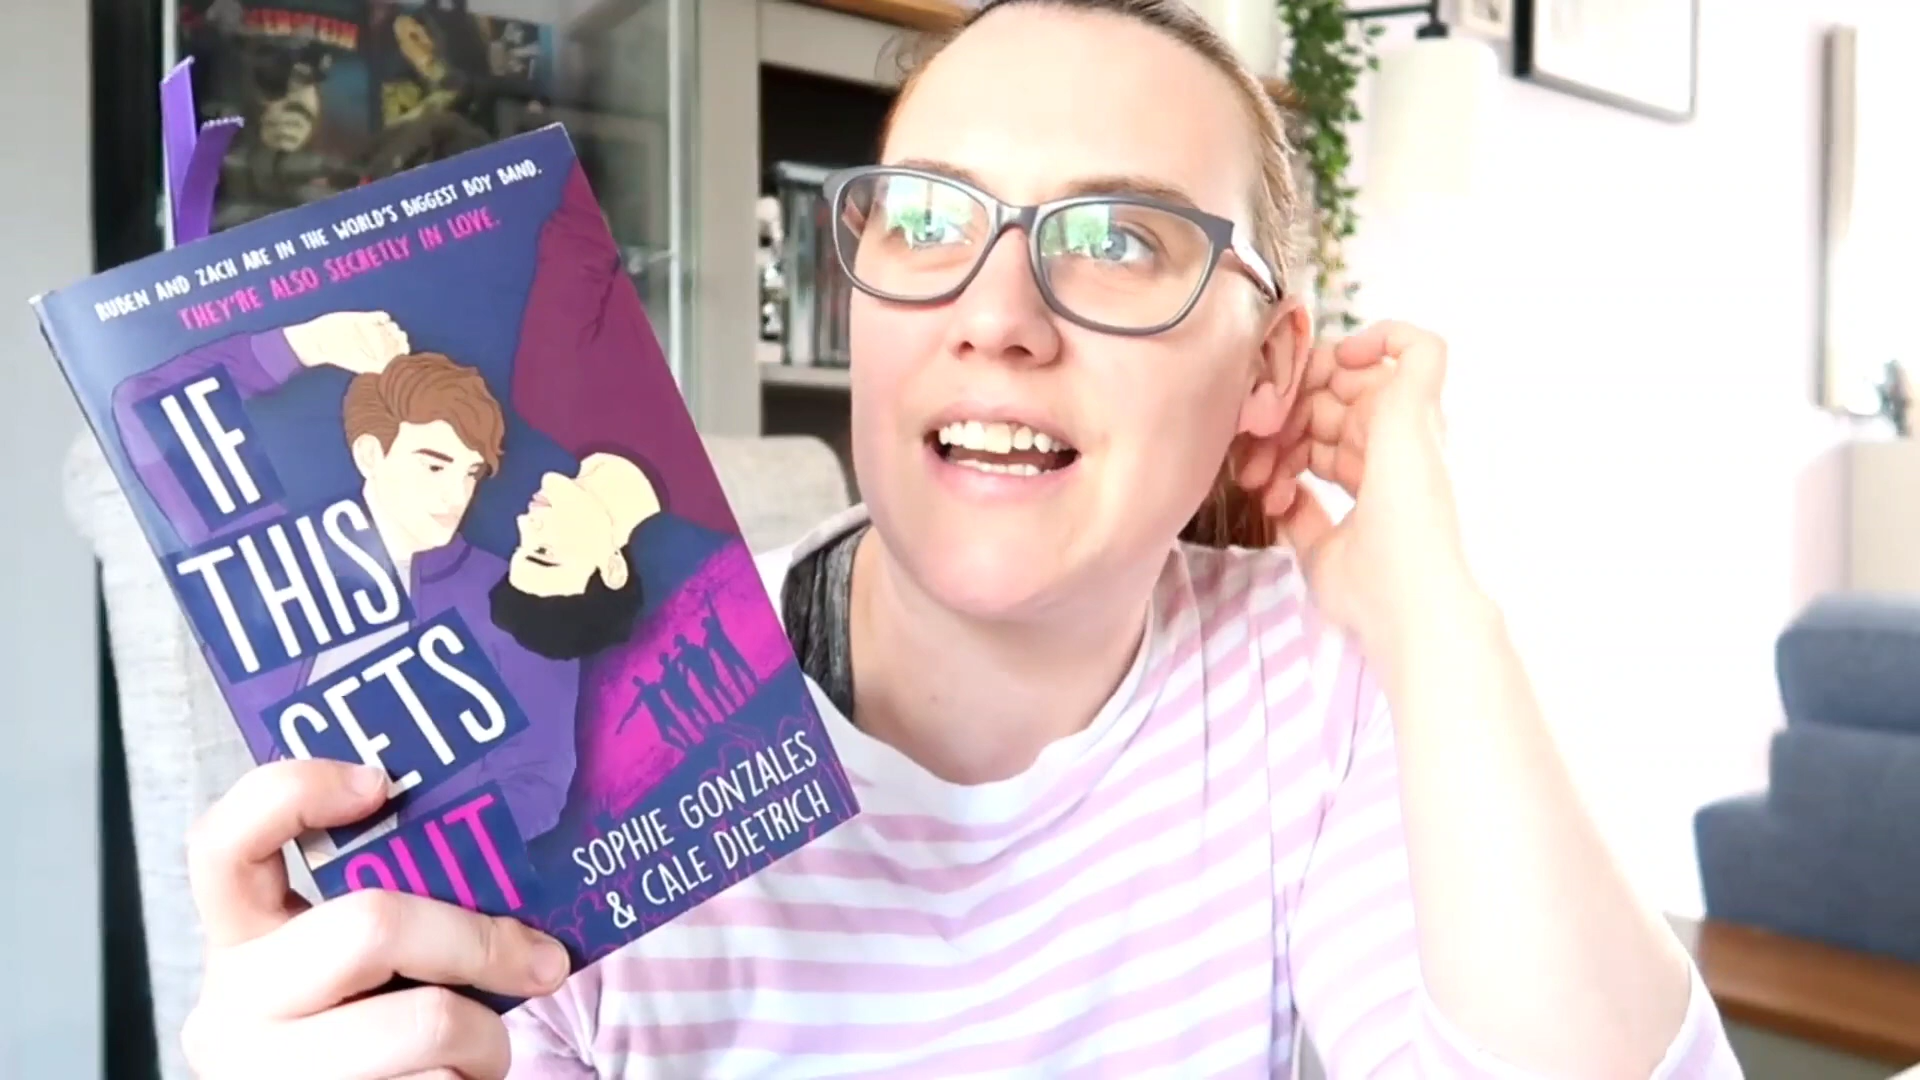 RUBEN AND ZACH ARE IN THE WORLD'S BIGGEST BOY BAND.
THEY'RE ALSO SECRETLY IN LOVE.
IF
THIS
GETS
OUT
SOPHIE GONZALES
& CALE DIETRICH